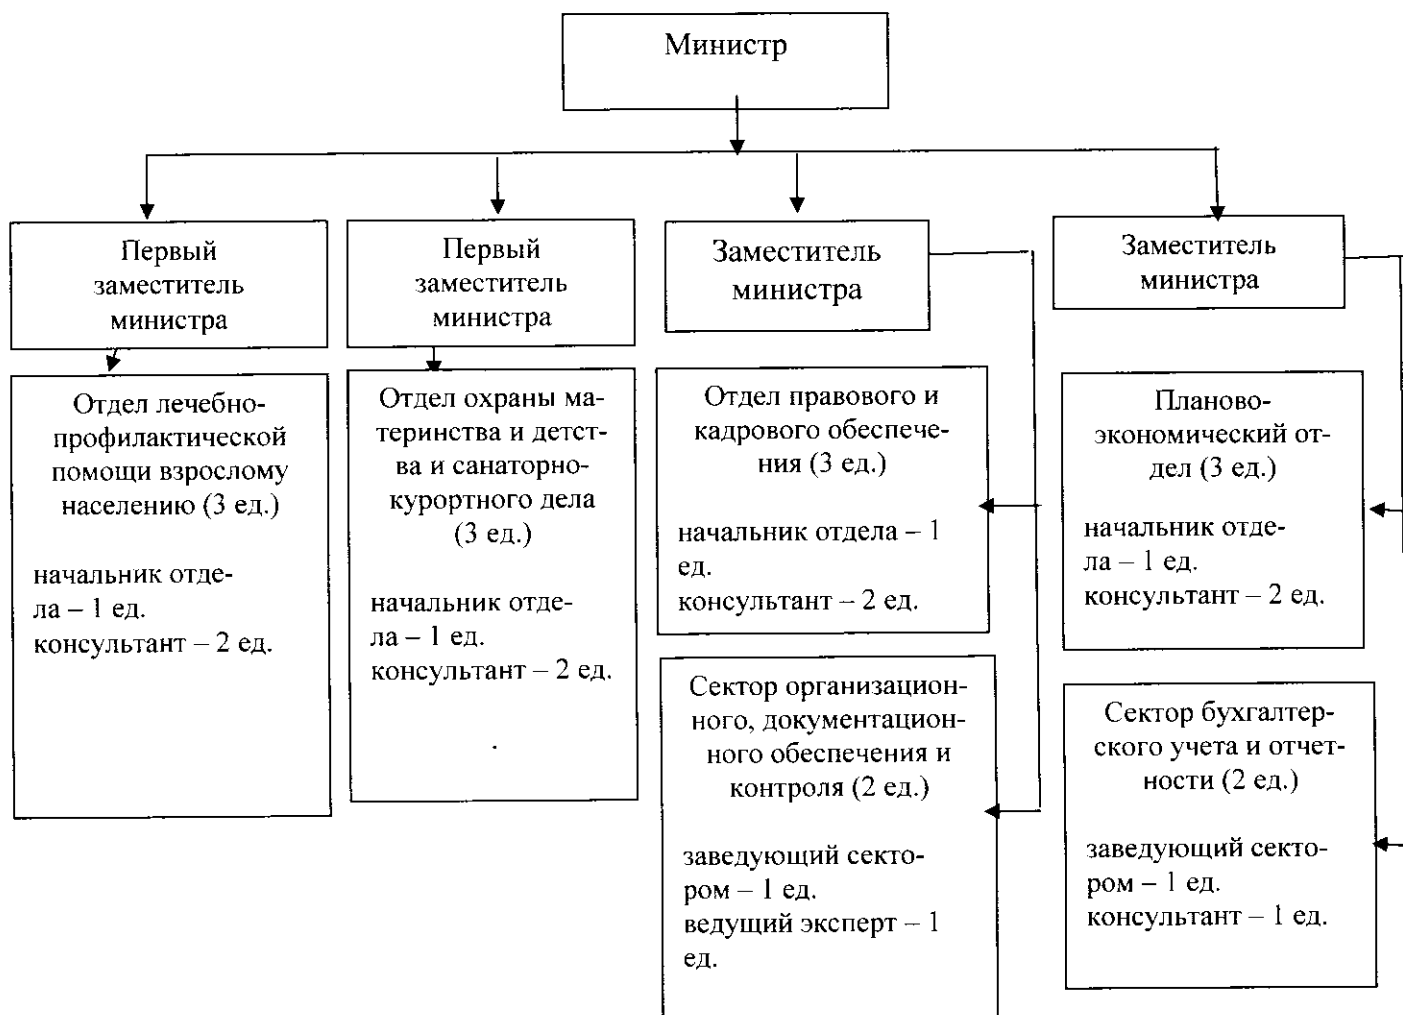 Министр
Первый
заместитель
министра
Первый
заместитель
министра
Заместитель
министра
Заместитель
министра
Отдел лечебно-
профилактической
помощи взрослому
населению (3 ед.)
начальник отде-
ла – 1 ед.
консультант – 2 ед.
Отдел охраны ма-
теринства и детст-
ва и санаторно-
курортного дела
(3 ед.)
начальник отде-
ла – 1 ед.
консультант – 2 ед.
Отдел правового и
кадрового обеспече-
ния (3 ед.)
начальник отдела – 1
ед.
консультант – 2 ед.
Сектор организацион-
ного, документацион-
ного обеспечения и
контроля (2 ед.)
заведующий секто-
ром – 1 ед.
ведущий эксперт – 1
ед.
Планово-
экономический от-
дел (3 ед.)
начальник отде-
ла – 1 ед.
консультант – 2 ед.
Сектор бухгалтер-
ского учета и отчет-
ности (2 ед.)
заведующий секто-
ром – 1 ед.
консультант – 1 ед.